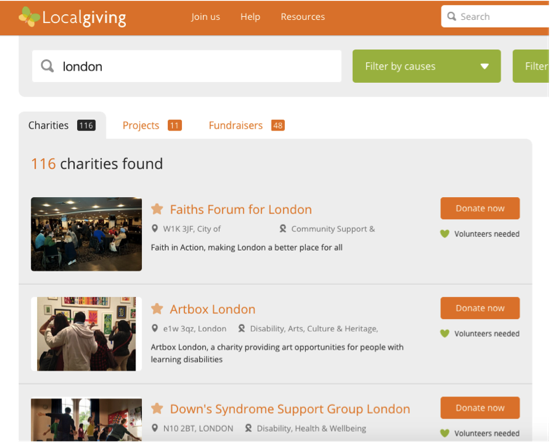 Localgiving
Join us
Help
Resources
Search
london
Filter by causes
Filter
Charities 116
Projects 11
Fundraisers 48
116 charities found
Faiths Forum for London
W1K 3JF, City of
Community Support &
Faith in Action, making London a better place for all
Donate now
Volunteers needed
Artbox London
e1w 3qz, London
Disability, Arts, Culture & Heritage,
Artbox London, a charity providing art opportunities for people with
learning disabilities
Donate now
Volunteers needed
Down's Syndrome Support Group London
N10 2BT, LONDON
Disability, Health & Wellbeing
Donate now
Volunteers needed